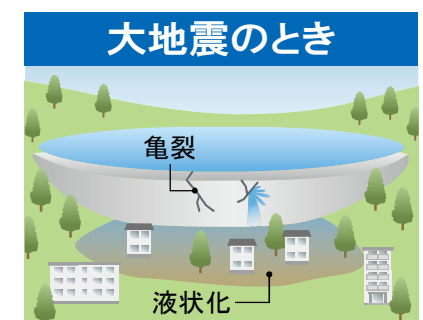 大地震のとき
亀裂
液状化